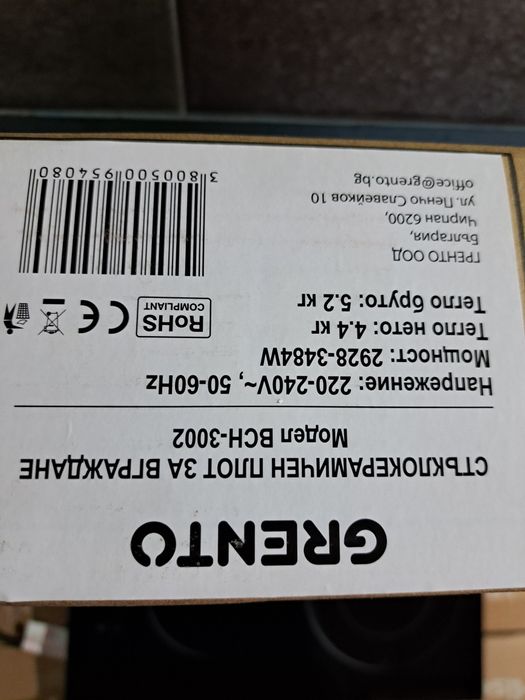 GRENTO
СТЪКЛОКЕРАМИЧЕН ПЛОТ ЗА ВГРАЖДАНЕ
Модел BCH-3002
Напрежение: 220-240V~, 50-60Hz
Мощност: 2928-3484W
Тегло нето: 4.4 кг
Тегло бруто: 5.2 кг
RoHS
COMPLIANT
CE
ГРЕНТО ООД
България,
Чирпан 6200,
ул. Пенчо Славейков 10
office@grento.bg
3 800500 954080